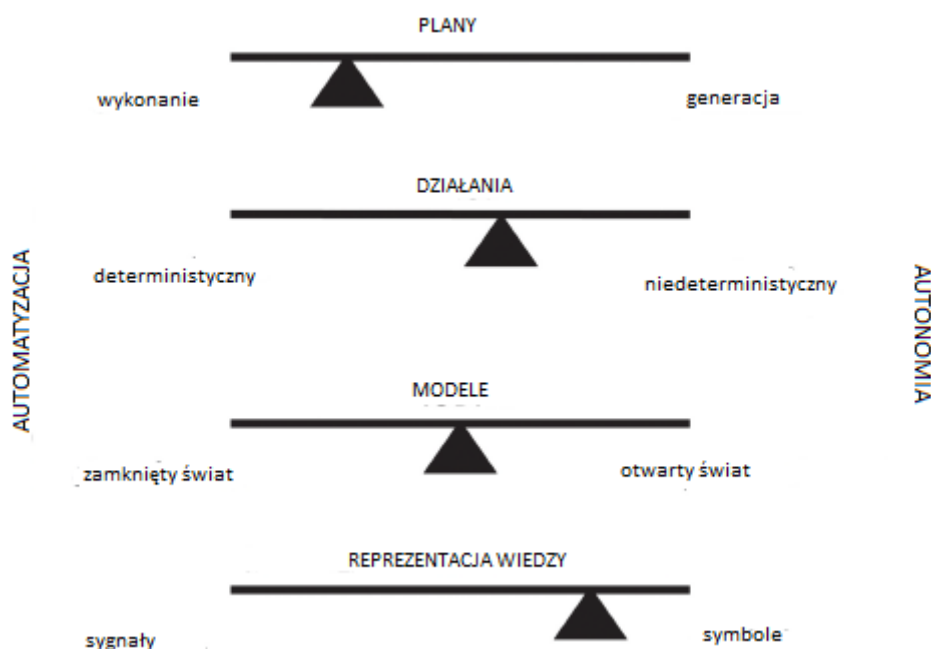 PLANY
wykonanie
generacja
DZIAŁANIA
deterministyczny
niedeterministyczny
AUTOMATYZACJA
AUTONOMIA
MODELE
zamknięty świat
otwarty świat
REPREZENTACJA WIEDZY
sygnały
symbole